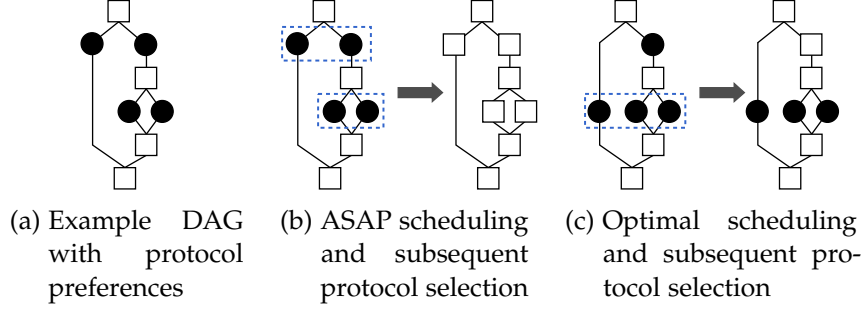 (a) Example DAG
with protocol
preferences
(b) ASAP scheduling
and subsequent
protocol selection
(c) Optimal scheduling
and subsequent pro-
tocol selection